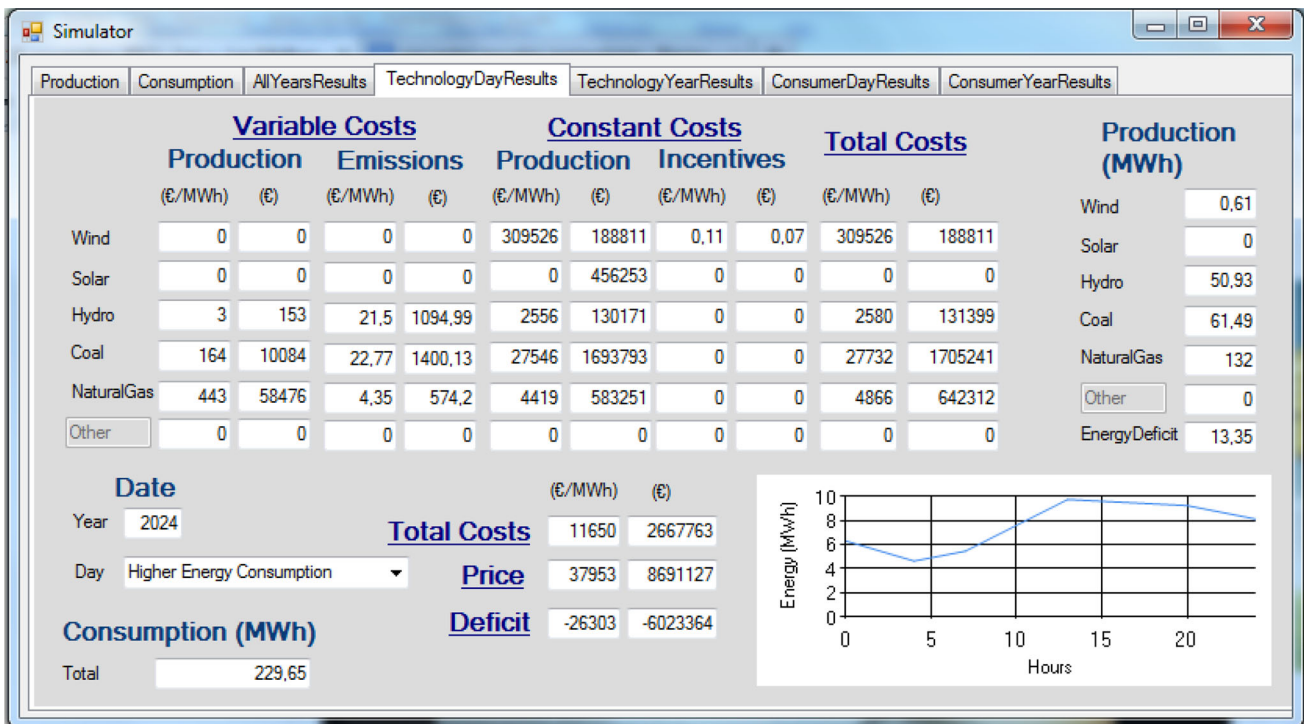 Simulator
Production Consumption AllYearsResults TechnologyDayResults TechnologyYearResults ConsumerDayResults ConsumerYearResults
Variable Costs Constant Costs Total Costs Production
Production Emissions Production Incentives (MWh)
(€/MWh) (€) (€/MWh) (€) (€/MWh) (€) (€/MWh) (€) (€/MWh) (€)
Wind 0 0 0 0 309526 188811 0,11 0,07 309526 188811 Wind 0,61
Solar 0 0 0 0 0 456253 0 0 0 0 Solar 0
Hydro 3 153 21,5 1094,99 2556 130171 0 0 2580 131399 Hydro 50,93
Coal 164 10084 22,77 1400,13 27546 1693793 0 0 27732 1705241 Coal 61,49
NaturalGas 443 58476 4,35 574,2 4419 583251 0 0 4866 642312 NaturalGas 132
Other 0 0 0 0 0 0 0 0 0 0 Other 0
EnergyDeficit 13,35
Date
Year 2024
Day Higher Energy Consumption
Consumption (MWh)
Total 229,65
(€/MWh) (€)
Total Costs 11650 2667763
Price 37953 8691127
Deficit -26303 -6023364
Energy (MWh)
10
8
6
4
2
0
0 5 10 15 20
Hours